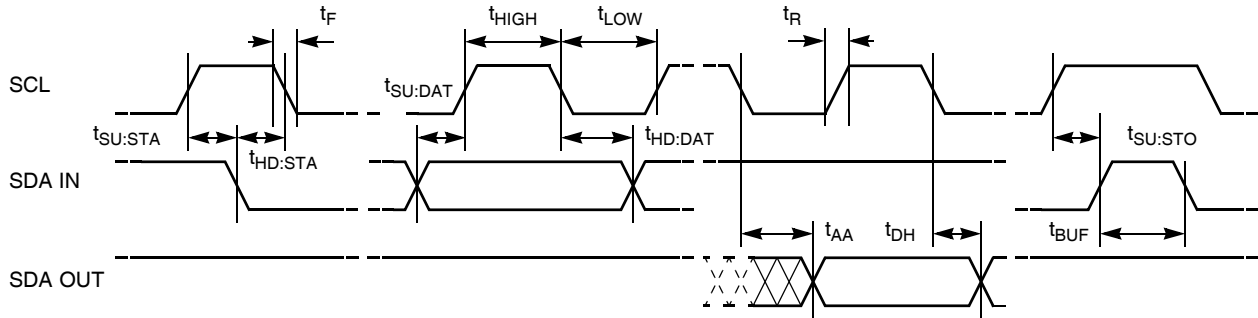 tF
tHIGH
tLOW
tR
SCL
tSU:DAT
tSU:STA
tHD:STA
tHD:DAT
tSU:STO
SDA IN
tAA
tDH
tBUF
SDA OUT